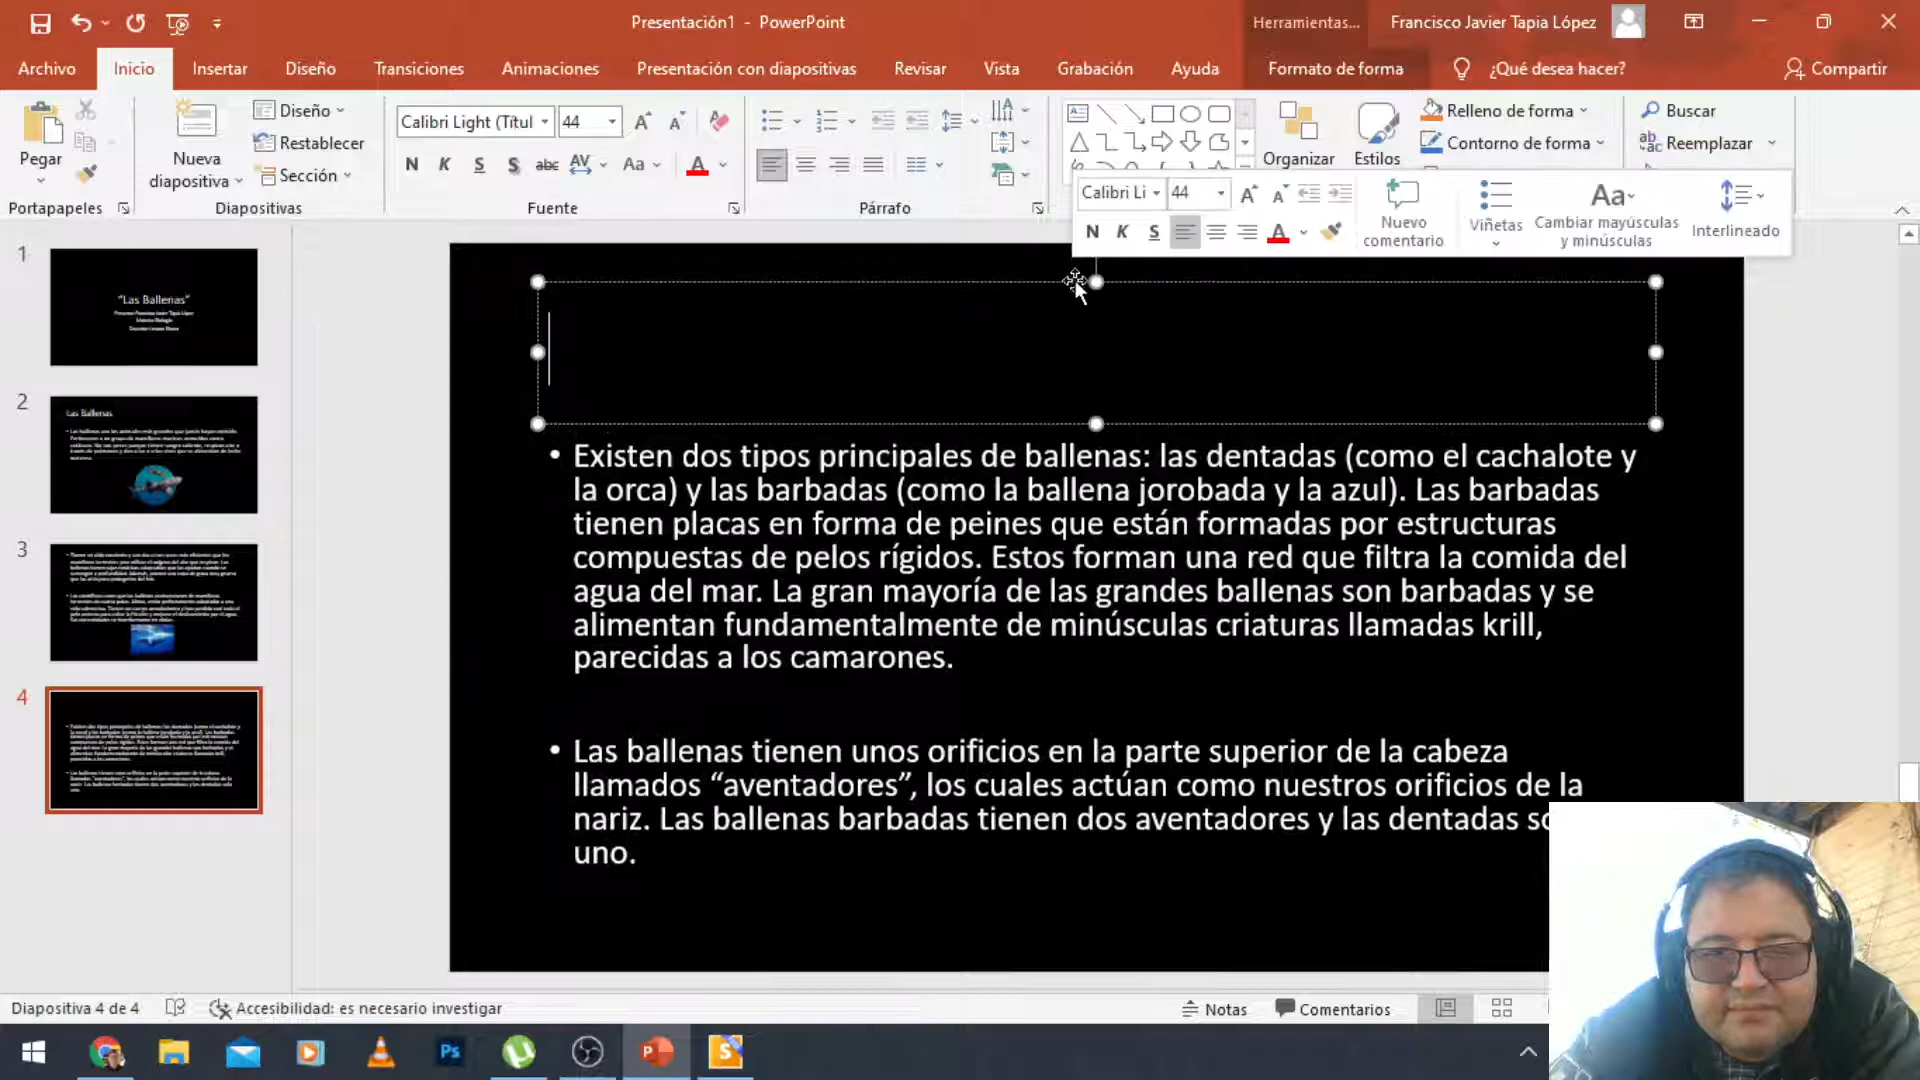 Presentación1 - PowerPoint
Herramientas...
Francisco Javier Tapia López
Archivo
Inicio
Insertar
Diseño
Transiciones
Animaciones
Presentación con diapositivas
Revisar
Vista
Grabación
Ayuda
Formato de forma
¿Qué desea hacer?
Compartir
Pegar
Nueva
diapositiva
Diseño
Restablecer
Sección
Calibri Light (Títul
44
N K S S abc AV Aa A
Organizar
Estilos
Relleno de forma
Contorno de forma
Buscar
Reemplazar
Portapapeles
Diapositivas
Fuente
Párrafo
Calibri Li
44
N K S A
Nuevo
comentario
Viñetas
Aa
Cambiar mayúsculas
y minúsculas
Interlineado
1
“Las Ballenas”
2
Las Ballenas
3
4
• Existen dos tipos principales de ballenas: las dentadas (como el cachalote y
la orca) y las barbadas (como la ballena jorobada y la azul). Las barbadas
tienen placas en forma de peines que están formadas por estructuras
compuestas de pelos rígidos. Estos forman una red que filtra la comida del
agua del mar. La gran mayoría de las grandes ballenas son barbadas y se
alimentan fundamentalmente de minúsculas criaturas llamadas krill,
parecidas a los camarones.
• Las ballenas tienen unos orificios en la parte superior de la cabeza
llamados “aventadores”, los cuales actúan como nuestros orificios de la
nariz. Las ballenas barbadas tienen dos aventadores y las dentadas
uno.
Diapositiva 4 de 4
Accesibilidad: es necesario investigar
Notas
Comentarios
Ps